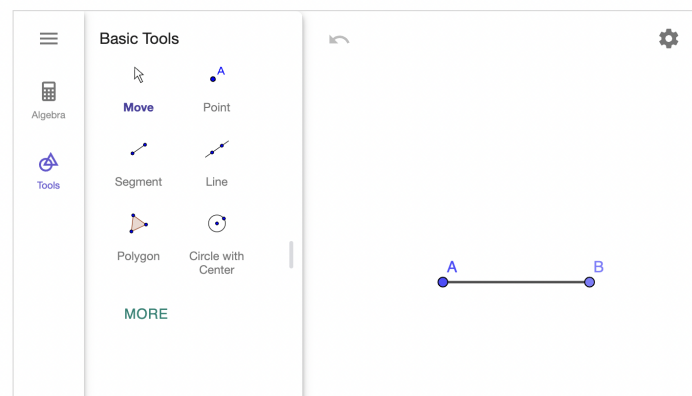 Basic Tools
Algebra
Tools
A
Move
Point
Segment
Line
Polygon
Circle with
Center
MORE
A
B